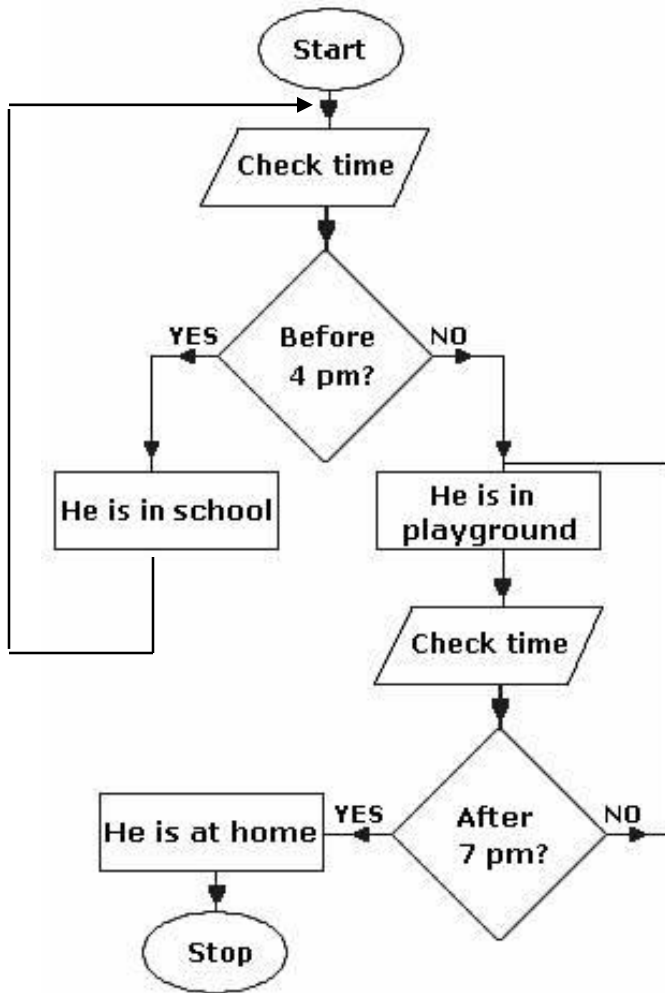 Start
Check time
Before
4 pm?
YES
NO
He is in school
He is in
playground
Check time
After
7 pm?
YES
NO
He is at home
Stop